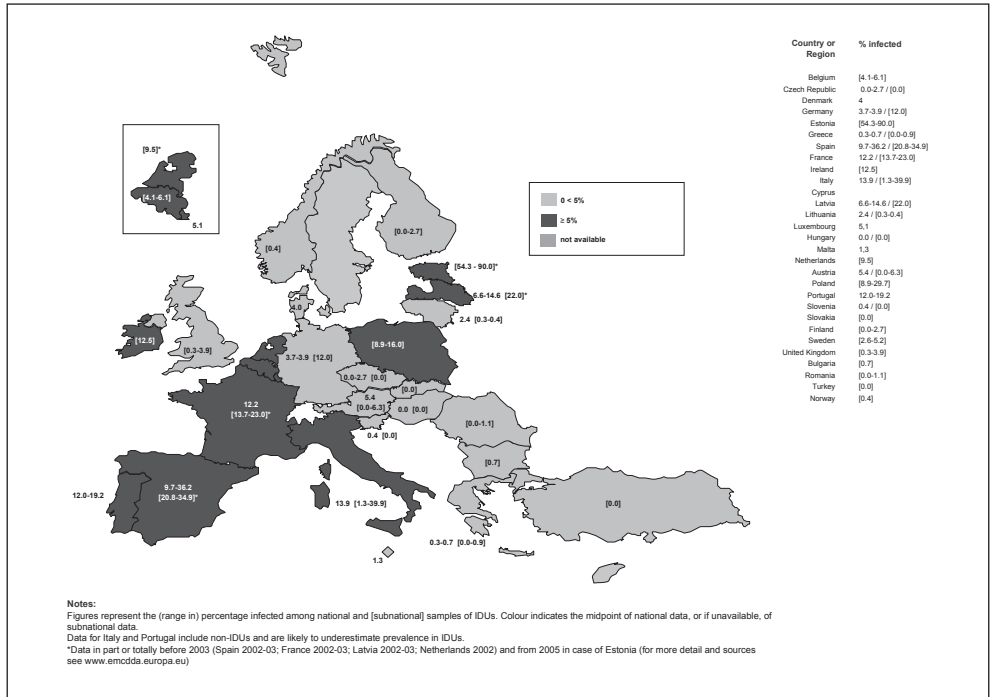 Country or Region % infected
Belgium [4.1-6.1]
Czech Republic 0.0-2.7 / [0.0]
Denmark 4
Germany 3.7-3.9 / [12.0]
Estonia [54.3-90.0]
Greece 0.3-0.7 / [0.0-0.9]
Spain 9.7-36.2 / [20.8-34.9]
France 12.2 / [13.7-23.0]
Ireland [12.5]
Italy 13.9 / [1.3-39.9]
Cyprus
Latvia 6.6-14.6 / [22.0]
Lithuania 2.4 / [0.3-0.4]
Luxembourg 5,1
Hungary 0.0 / [0.0]
Malta 1,3
Netherlands [9.5]
Austria 5.4 / [0.0-6.3]
Poland [8.9-29.7]
Portugal 12.0-19.2
Slovenia 0.4 / [0.0]
Slovakia [0.0]
Finland [0.0-2.7]
Sweden [2.6-5.2]
United Kingdom [0.3-3.9]
Bulgaria [0.7]
Romania [0.0-1.1]
Turkey [0.0]
Norway [0.4]
[9.5]*
[4.1-6.1]
5.1
0 < 5%
≥ 5%
not available
[0.4]
[0.0-2.7]
[54.3 - 90.0]*
6.6-14.6 [22.0]*
2.4 [0.3-0.4]
4.0
[12.5]
[0.3-3.9]
3.7-3.9 [12.0]
[8.9-16.0]
0.0-2.7 [0.0]
[0.0]
5.4
[0.0-6.3]
0.0 [0.0]
0.4 [0.0]
12.2
[13.7-23.0]*
[0.0-1.1]
[0.7]
9.7-36.2
[20.8-34.9]*
12.0-19.2
13.9 [1.3-39.9]
[0.0]
0.3-0.7 [0.0-0.9]
1.3
Notes:
Figures represent the (range in) percentage infected among national and [subnational] samples of IDUs. Colour indicates the midpoint of national data, or if unavailable, of
subnational data.
Data for Italy and Portugal include non-IDUs and are likely to underestimate prevalence in IDUs.
*Data in part or totally before 2003 (Spain 2002-03; France 2002-03; Latvia 2002-03; Netherlands 2002) and from 2005 in case of Estonia (for more detail and sources
see www.emcdda.europa.eu)